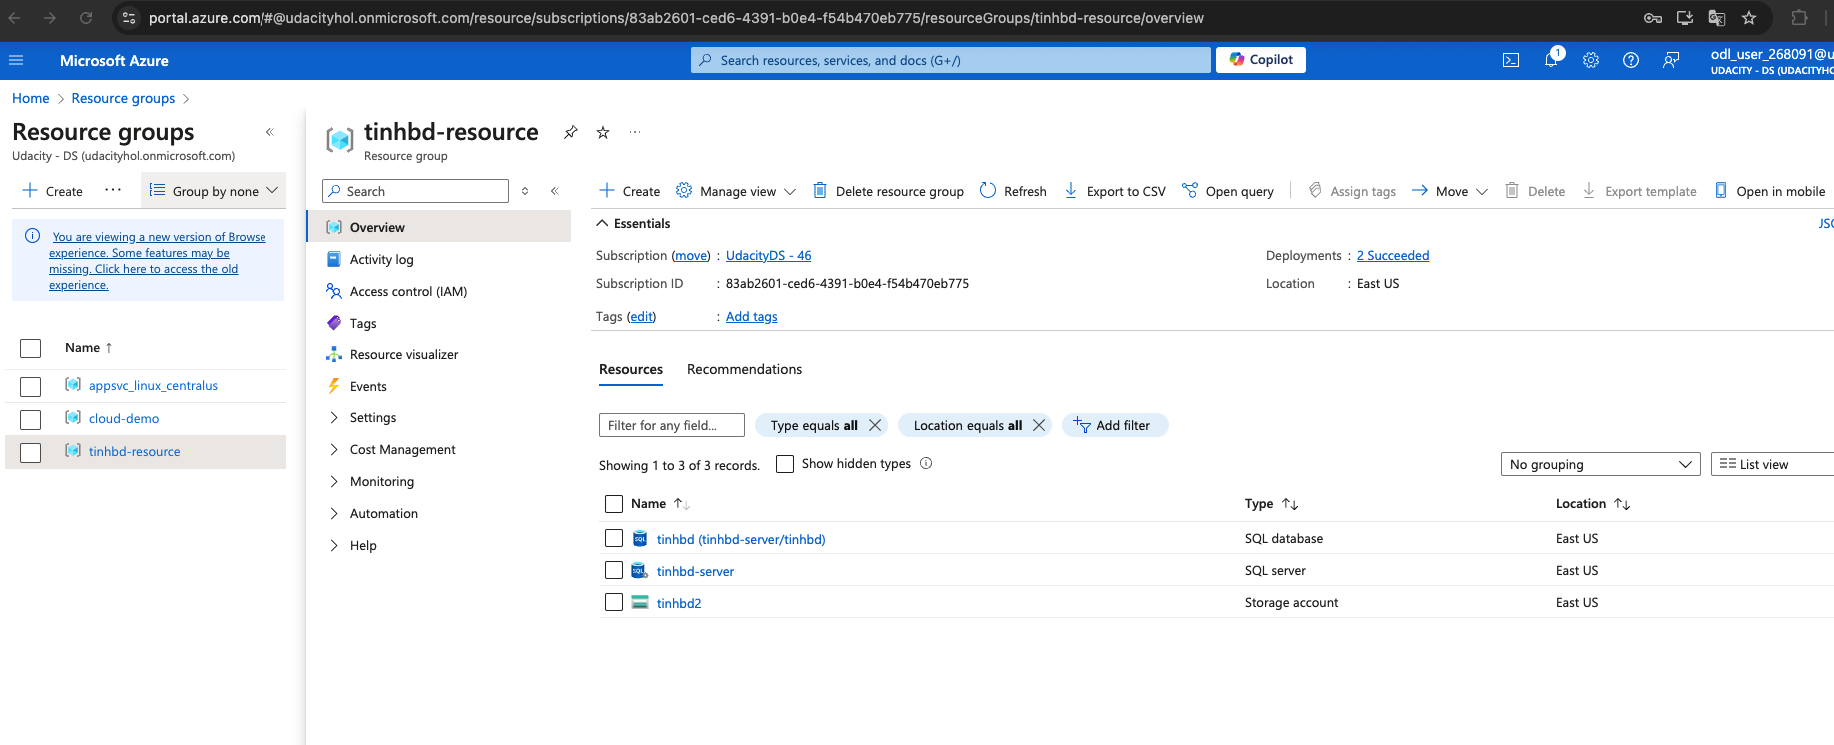 portal.azure.com/#@udacityhol.onmicrosoft.com/resource/subscriptions/83ab2601-ced6-4391-b0e4-f54b470eb775/resourceGroups/tinhbd-resource/overview
Microsoft Azure
Search resources, services, and docs (G+/)
Copilot
1
odl_user_268091@u
UDACITY - DS (UDACITYHO
Home > Resource groups >
Resource groups
Udacity - DS (udacityhol.onmicrosoft.com)
+ Create
...
Group by none
You are viewing a new version of Browse
experience. Some features may be
missing. Click here to access the old
experience.
Name ↑
appsvc_linux_centralus
cloud-demo
tinhbd-resource
tinhbd-resource
...
Resource group
Search
Overview
Activity log
Access control (IAM)
Tags
Resource visualizer
Events
Settings
Cost Management
Monitoring
Automation
Help
Create
Manage view
Delete resource group
Refresh
Export to CSV
Open query
Assign tags
Move
Delete
Export template
Open in mobile
Essentials
JSO
Subscription (move) : UdacityDS - 46
Subscription ID : 83ab2601-ced6-4391-b0e4-f54b470eb775
Tags (edit) : Add tags
Deployments : 2 Succeeded
Location : East US
Resources
Recommendations
Filter for any field...
Type equals all
Location equals all
Add filter
Showing 1 to 3 of 3 records.
Show hidden types
No grouping
List view
Name ↑↓ Type ↑↓ Location ↑↓
SQL tinhbd (tinhbd-server/tinhbd) SQL database East US
SQL tinhbd-server SQL server East US
tinhbd2 Storage account East US